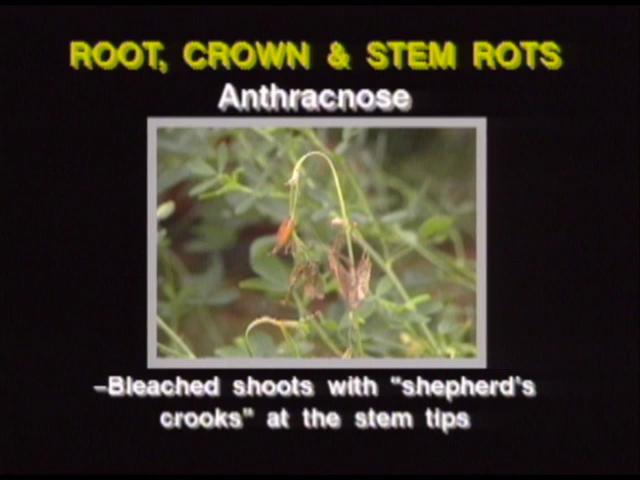 ROOT, CROWN & STEM ROTS
Anthracnose
–Bleached shoots with “shepherd's
crooks” at the stem tips